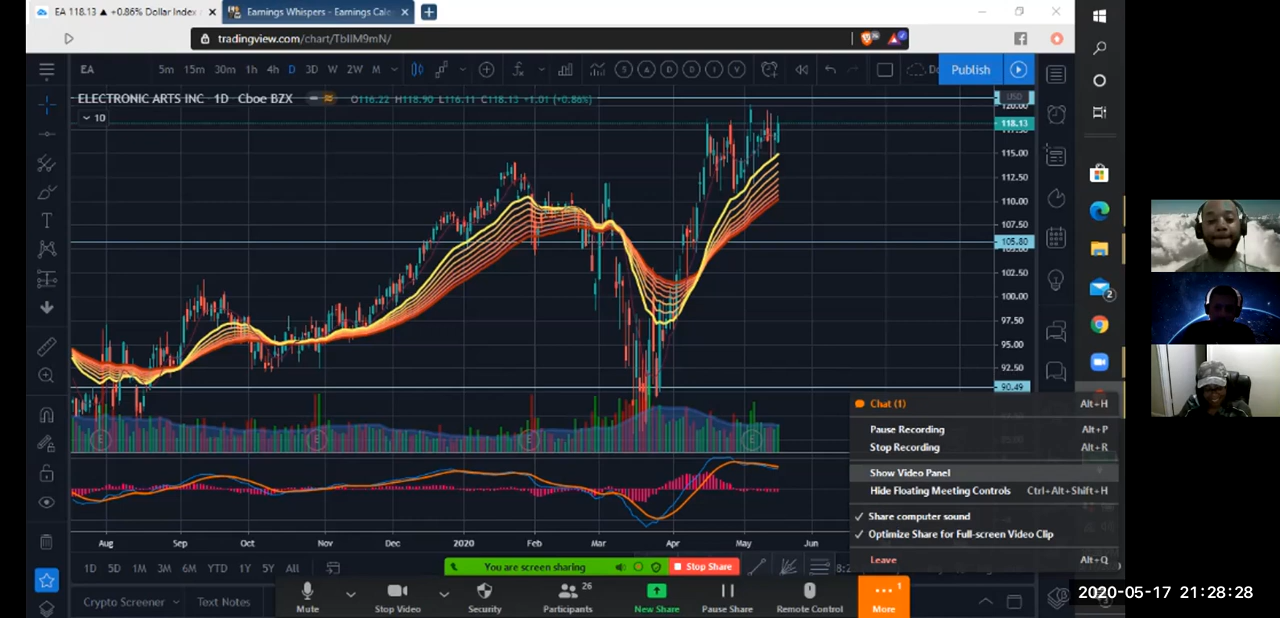 EA 118.13 ▲ +0.86% Dollar Index
Earnings Whispers - Earnings Cale
tradingview.com/chart/TbIIM9mN/
EA 5m 15m 30m 1h 4h D 3D W 2W M Publish
ELECTRONIC ARTS INC · 1D · Cboe BZX O116.22 H118.90 L116.11 C118.13 +1.01 (+0.86%)
10
USD
120.00
118.13
115.00
112.50
110.00
107.50
105.80
102.50
100.00
97.50
95.00
92.50
90.49
E E E E
Aug Sep Oct Nov Dec 2020 Feb Mar Apr May Jun
1D 5D 1M 3M 6M YTD 1Y 5Y All
Crypto Screener Text Notes
Chat (1) Alt+H
Pause Recording Alt+P
Stop Recording Alt+R
Show Video Panel
Hide Floating Meeting Controls Ctrl+Alt+Shift+H
Share computer sound
Optimize Share for Full-screen Video Clip
Leave Alt+Q
You are screen sharing Stop Share
Mute Stop Video Security Participants 26 New Share Pause Share Remote Control More 1
2
2020-05-17 21:28:28